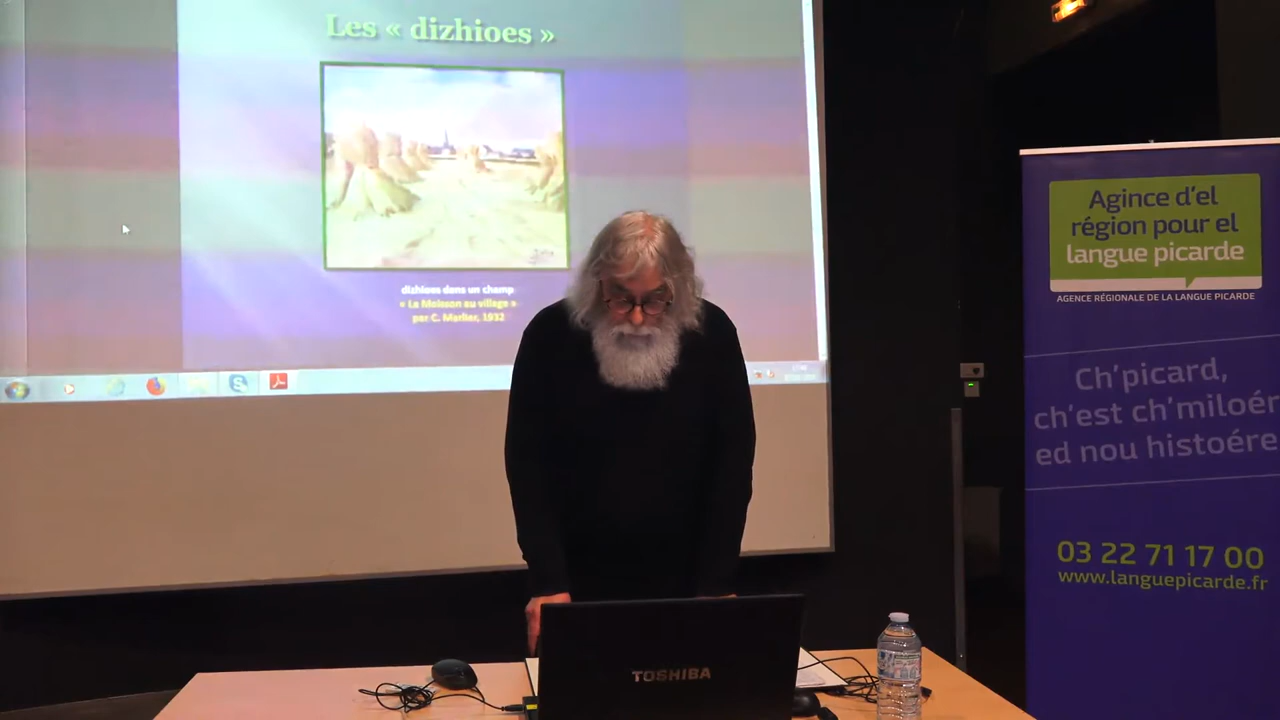 Les « dizhioes »
dizhioes dans un champ
« La Moisson au village »
par C. Marlier, 1932
Agince d'el
région pour el
langue picarde
AGENCE RÉGIONALE DE LA LANGUE PICARDE
Ch'picard,
ch'est ch'miloér
ed nou histoére
03 22 71 17 00
www.languepicarde.fr
TOSHIBA